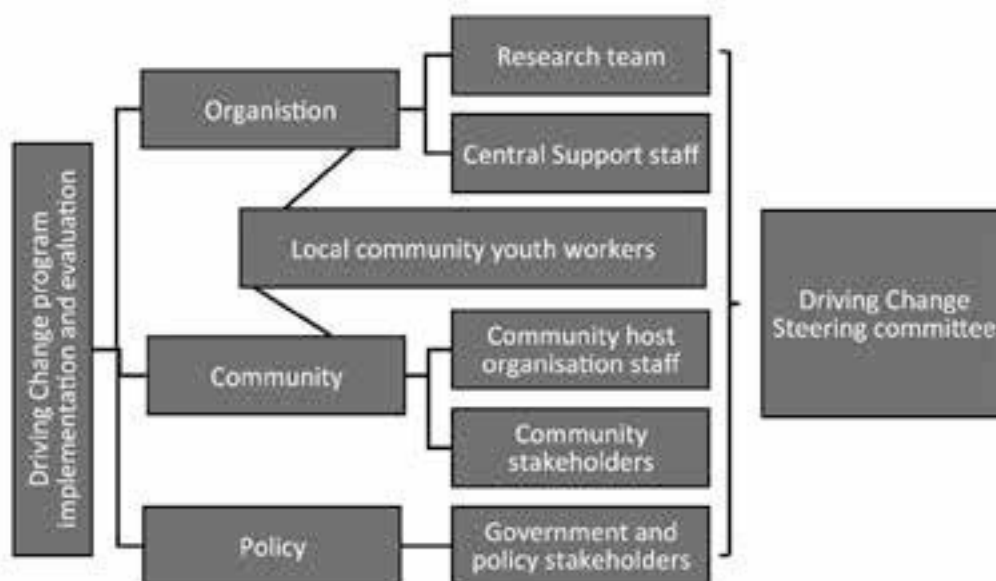 Driving Change program
implementation and evaluation
Organistion
Research team
Central Support staff
Local community youth workers
Community
Community host
organisation staff
Community
stakeholders
Policy
Government and
policy stakeholders
Driving Change
Steering committee